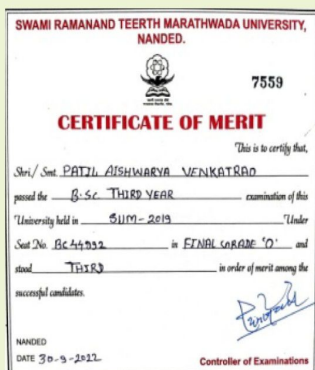 SWAMI RAMANAND TEERTH MARATHWADA UNIVERSITY,
NANDED.
7559
CERTIFICATE OF MERIT
This is to certify that,
Shri./ Smt. PATIL AISHWARYA VENKATRAO
passed the B.Sc. THIRD YEAR examination of this
University held in SUM-2019 Under
Seat No. BC44992 in FINAL GRADE 'O' and
stood THIRD in order of merit among the
successful candidates.
NANDED
DATE 30-9-2022
Controller of Examinations